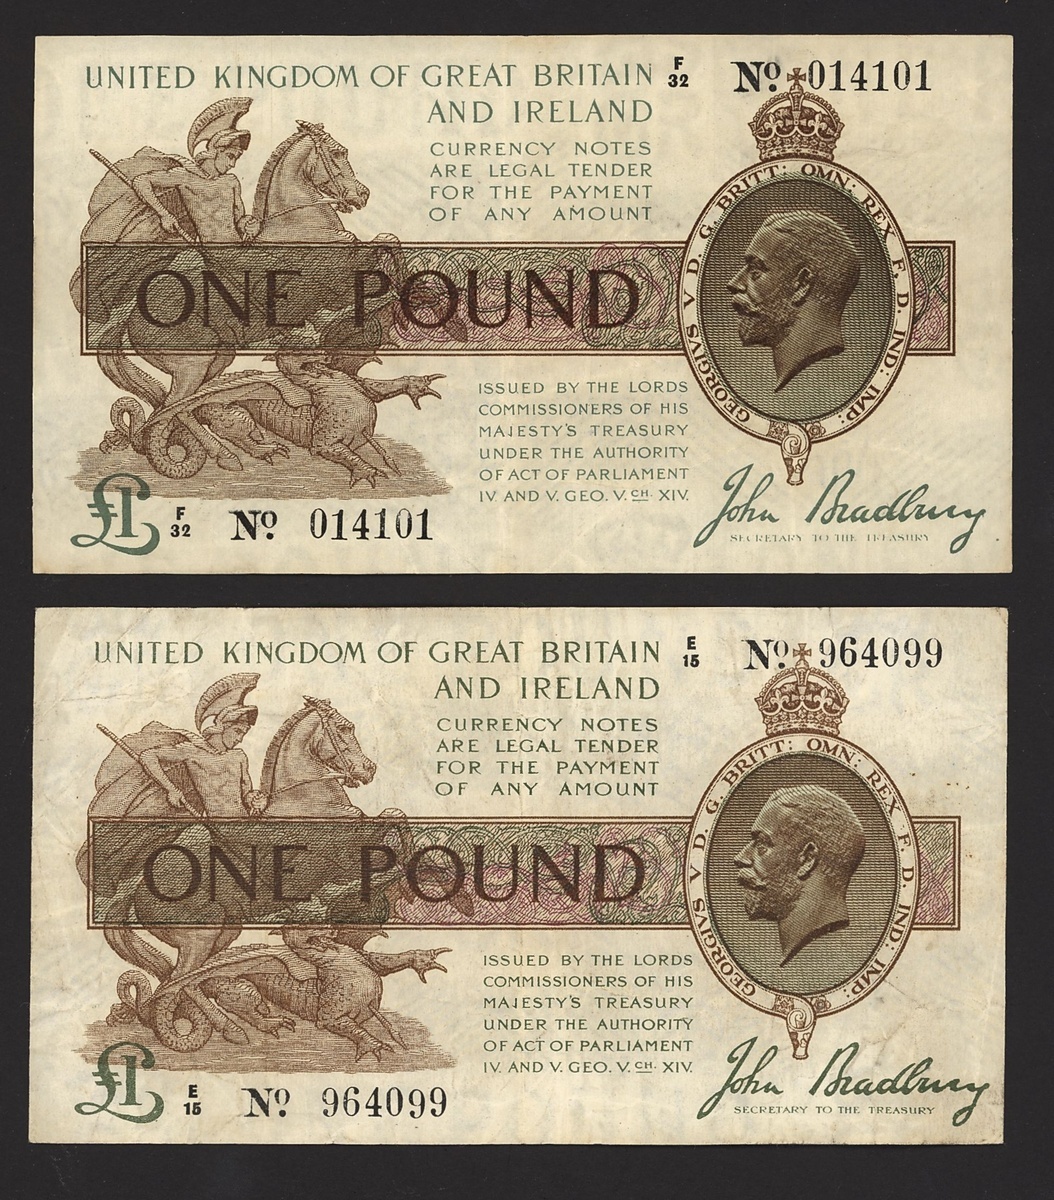 UNITED KINGDOM OF GREAT BRITAIN
AND IRELAND
F
32
Nº 014101
CURRENCY NOTES
ARE LEGAL TENDER
FOR THE PAYMENT
OF ANY AMOUNT
ONE POUND
GEORGIVS V D. G. BRITT: OMN: REX F. D. IND: IMP:
ISSUED BY THE LORDS
COMMISSIONERS OF HIS
MAJESTY'S TREASURY
UNDER THE AUTHORITY
OF ACT OF PARLIAMENT
IV. AND V. GEO. V. CH. XIV.
£1
F
32
Nº 014101
John Bradbury
SECRETARY TO THE TREASURY
UNITED KINGDOM OF GREAT BRITAIN
AND IRELAND
E
15
Nº 964099
CURRENCY NOTES
ARE LEGAL TENDER
FOR THE PAYMENT
OF ANY AMOUNT
ONE POUND
GEORGIVS V D. G. BRITT: OMN: REX F. D. IND: IMP:
ISSUED BY THE LORDS
COMMISSIONERS OF HIS
MAJESTY'S TREASURY
UNDER THE AUTHORITY
OF ACT OF PARLIAMENT
IV. AND V. GEO. V. CH. XIV.
£1
E
15
Nº 964099
John Bradbury
SECRETARY TO THE TREASURY